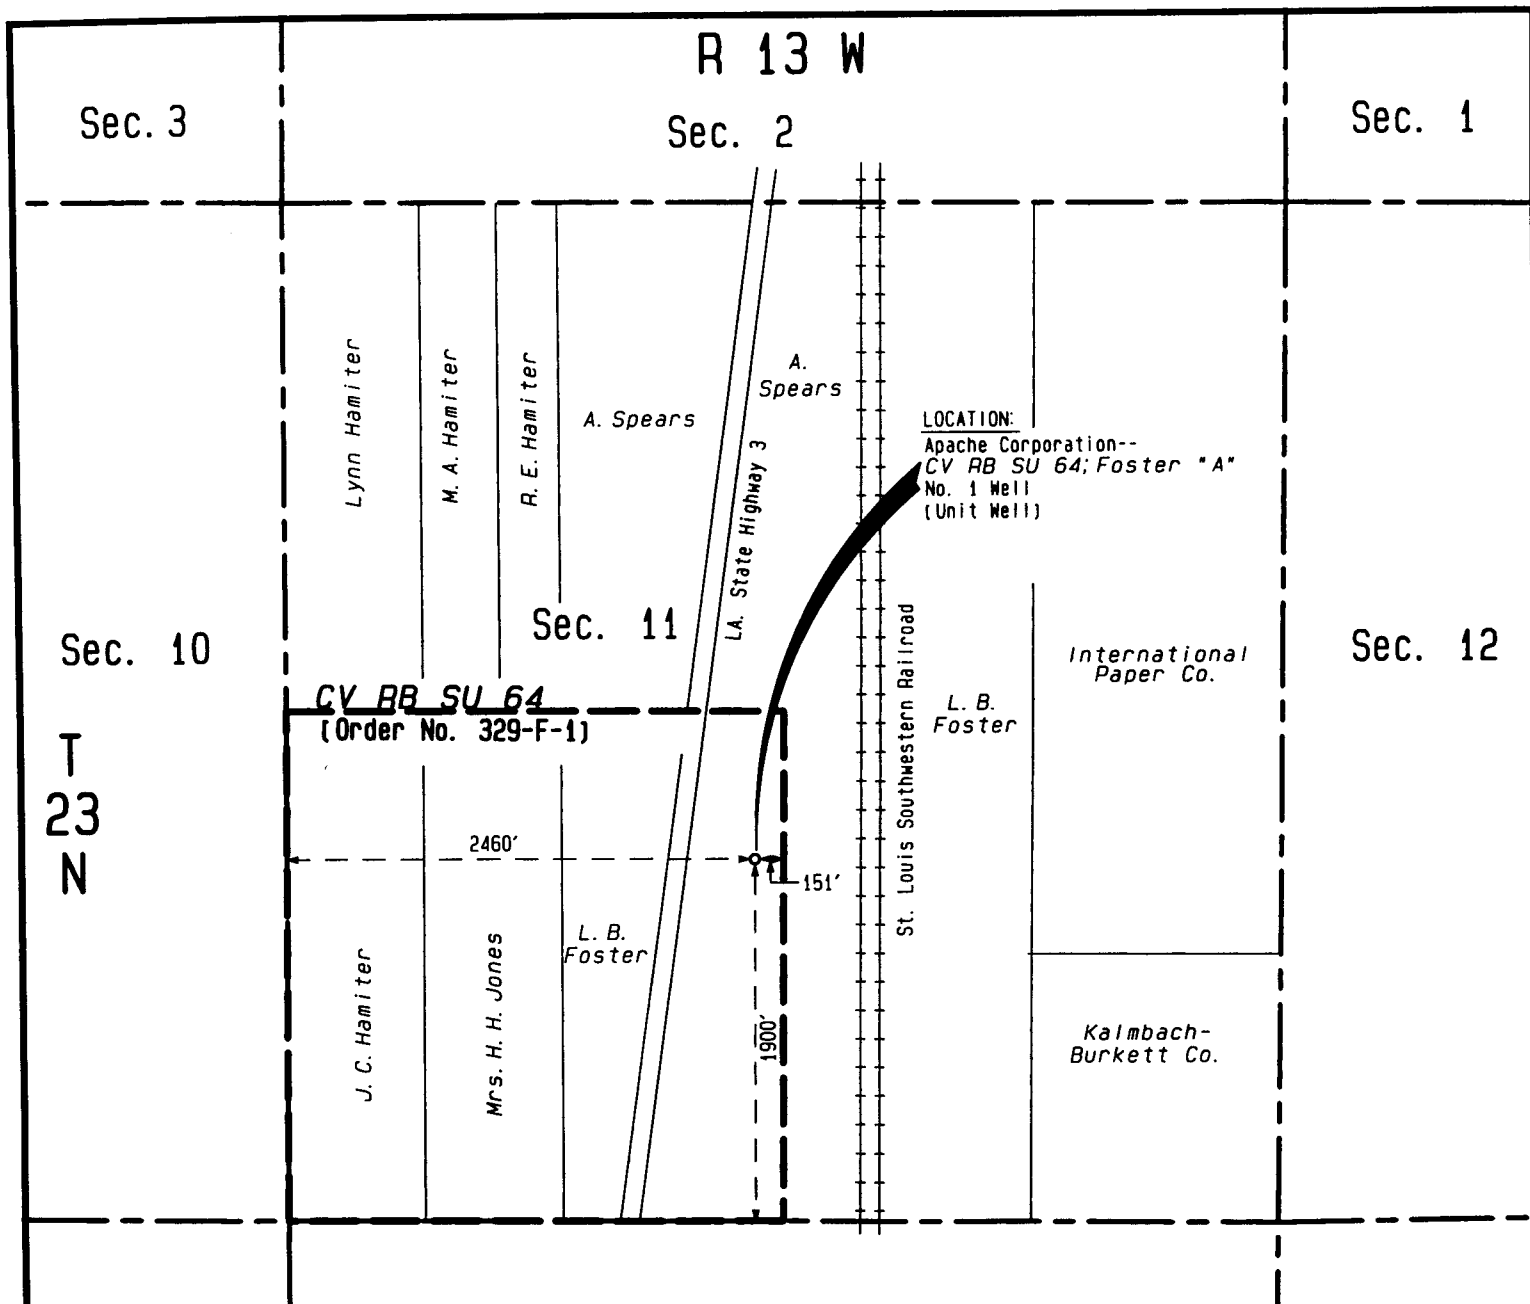 R 13 W
Sec. 3
Sec. 2
Sec. 1
Lynn Hamiter
M. A. Hamiter
R. E. Hamiter
A. Spears
A.
Spears
LA. State Highway 3
LOCATION:
Apache Corporation--
CV RB SU 64; Foster "A"
No. 1 Well
(Unit Well)
Sec. 10
Sec. 11
Sec. 12
St. Louis Southwestern Railroad
International
Paper Co.
L. B.
Foster
CV RB SU 64
(Order No. 329-F-1)
T
23
N
2460'
151'
J. C. Hamiter
Mrs. H. H. Jones
L. B.
Foster
1900'
Kalmbach-
Burkett Co.